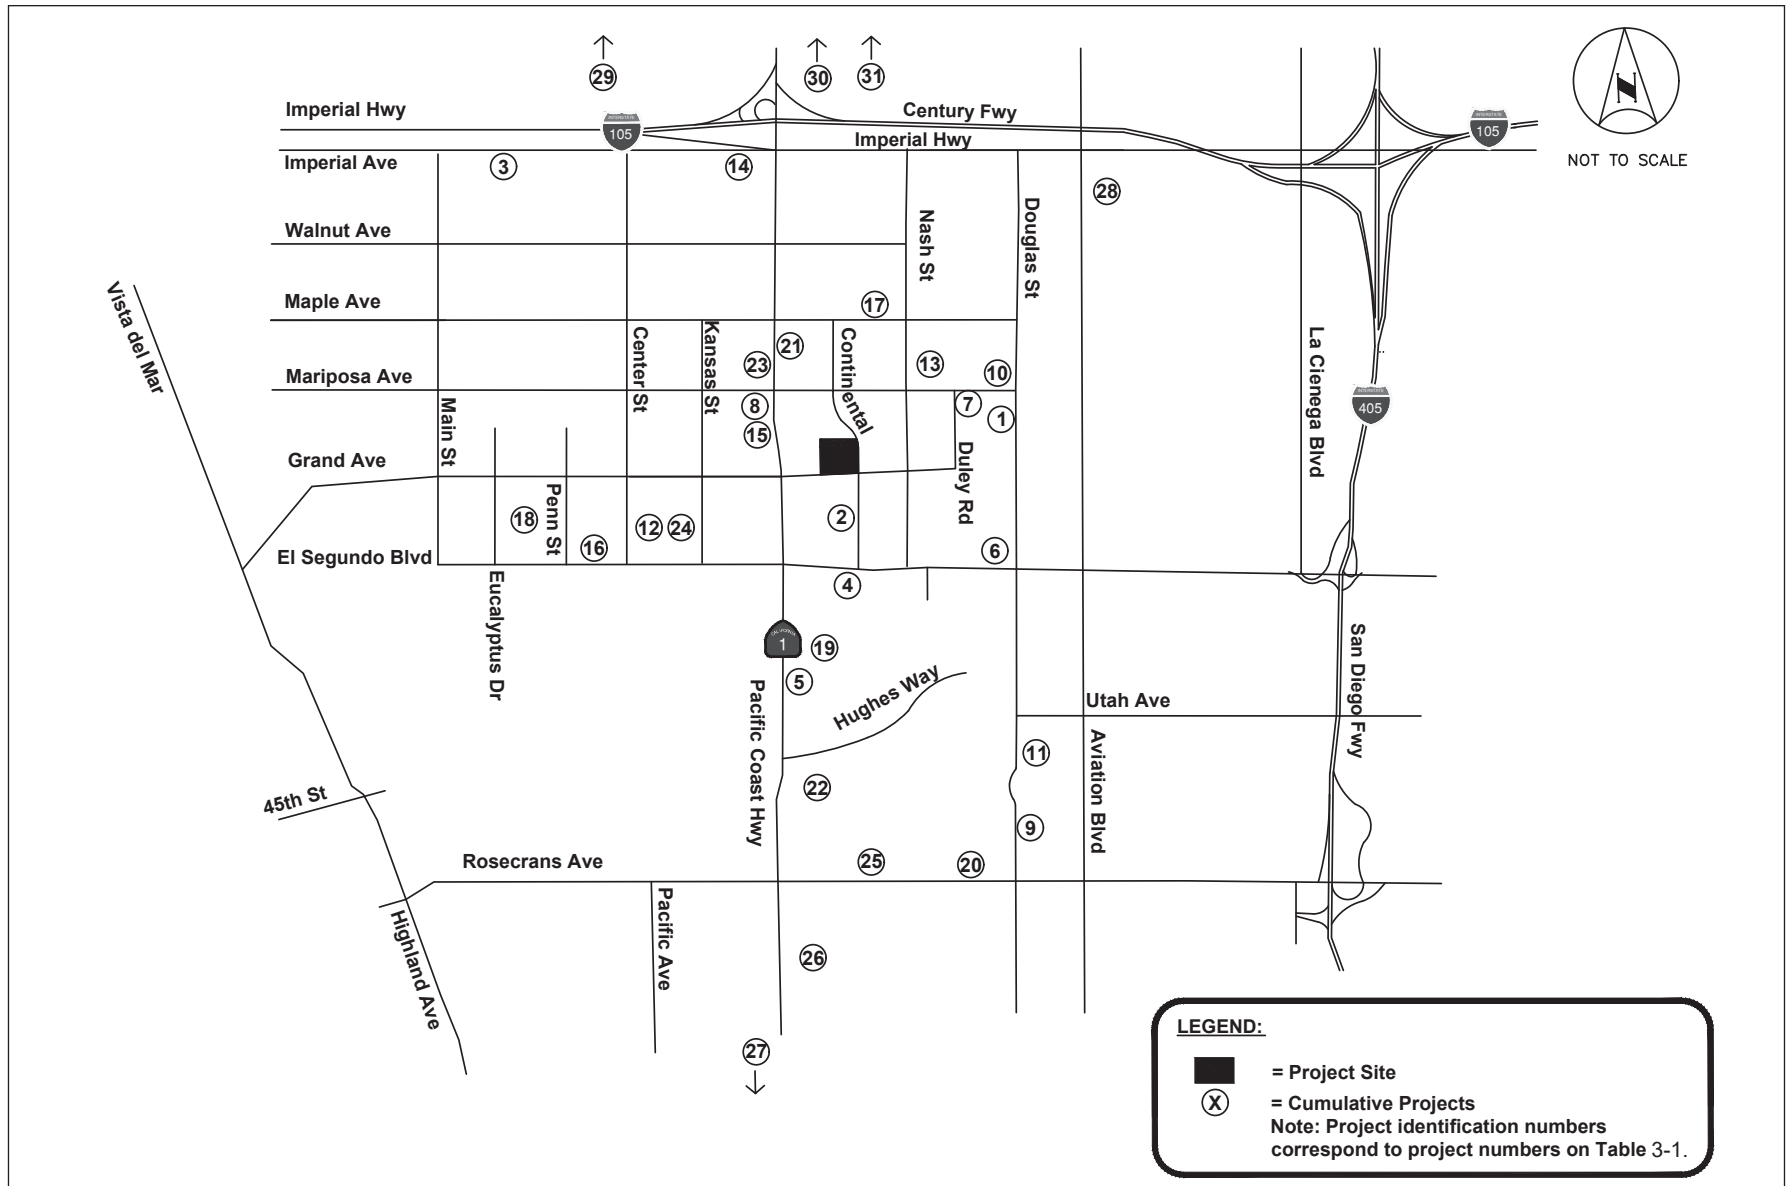 29
30
31
Imperial Hwy
Century Fwy
INTERSTATE
105
INTERSTATE
105
N
Imperial Hwy
NOT TO SCALE
Imperial Ave
3
14
28
Walnut Ave
Nash St
Douglas St
Vista del Mar
Maple Ave
17
Center St
Kansas St
21
Continental
La Cienega Blvd
23
13
10
Mariposa Ave
INTERSTATE
405
Main St
8
7
1
15
Grand Ave
Duley Rd
Penn St
18
16
12
24
2
6
El Segundo Blvd
Eucalyptus Dr
4
CALIFORNIA
1
19
San Diego Fwy
5
Pacific Coast Hwy
Hughes Way
Utah Ave
Aviation Blvd
11
22
45th St
9
Rosecrans Ave
25
20
Highland Ave
Pacific Ave
26
27
LEGEND:
= Project Site
X = Cumulative Projects
Note: Project identification numbers
correspond to project numbers on Table 3-1.